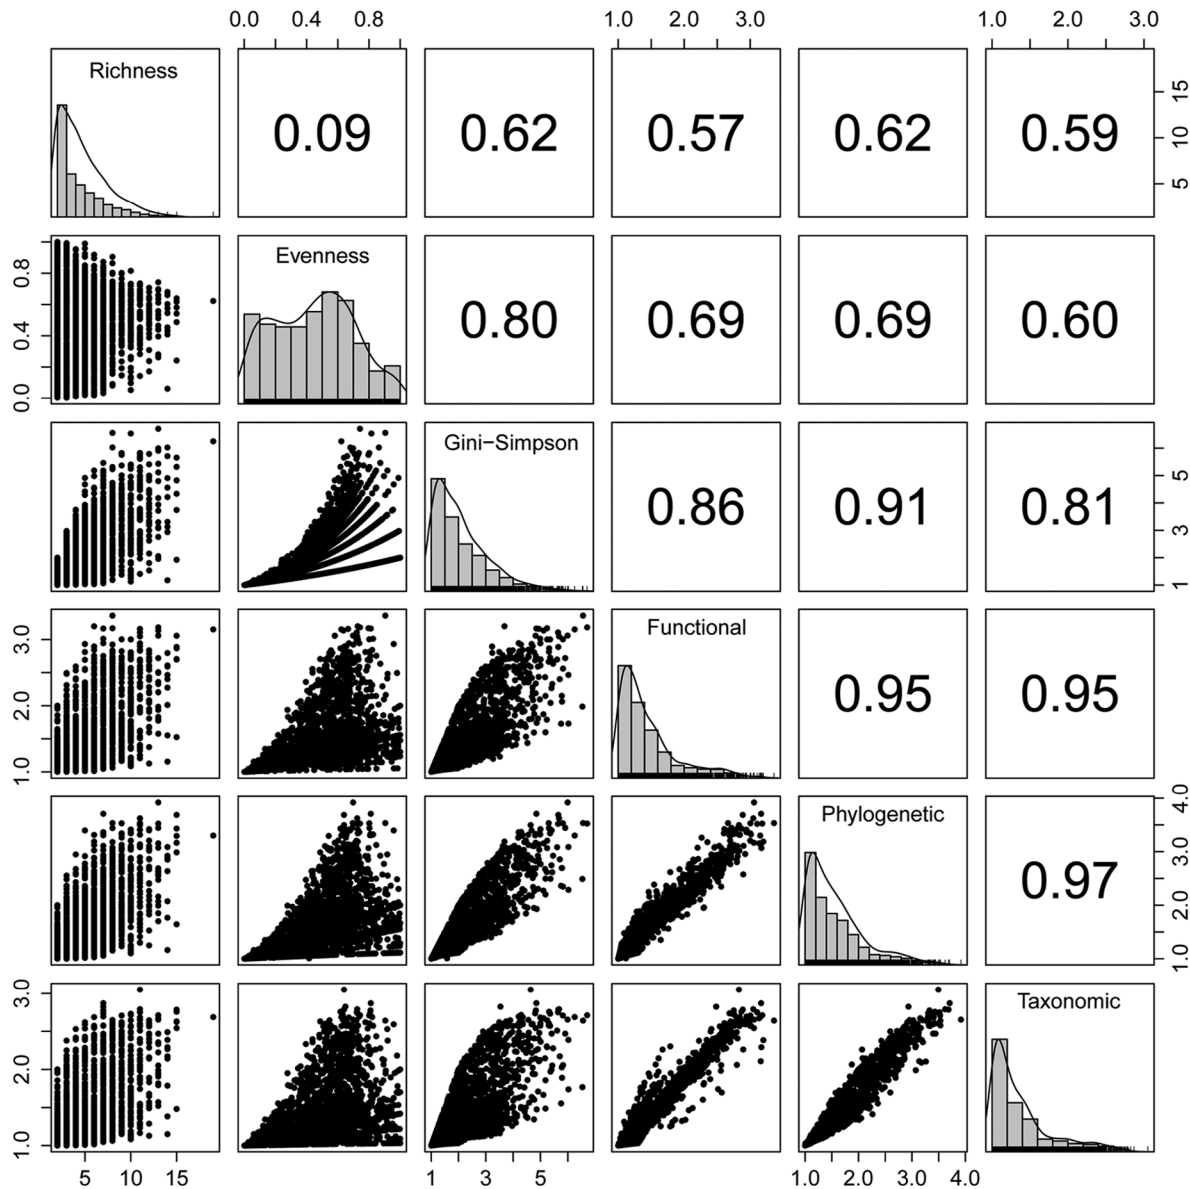 0.0 0.4 0.8 1.0 2.0 3.0 1.0 2.0 3.0
Richness 0.09 0.62 0.57 0.62 0.59 5 10 15
0.0 0.4 0.8 Evenness 0.80 0.69 0.69 0.60
Gini−Simpson 0.86 0.91 0.81 1 3 5
1.0 2.0 3.0 Functional 0.95 0.95
Phylogenetic 0.97 1.0 2.0 3.0 4.0
1.0 2.0 3.0 Taxonomic
5 10 15 1 3 5 1.0 2.0 3.0 4.0